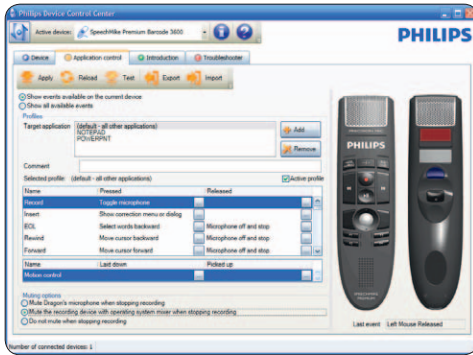 Philips Device Control Center
Active device: SpeechMike Premium Barcode 3600
PHILIPS
Device Application control Introduction Troubleshooter
Apply Reload Test Export Import
Show events available on the current device
Show all available events
Profiles
Target application (default - all other applications)
NOTEPAD
POWERPNT
Add
Remove
Comment
Selected profile: (default - all other applications) Active profile
Name Pressed Released
Record Toggle microphone
Insert Show correction menu or dialog
EOL Select words backward Microphone off and stop
Rewind Move cursor backward Microphone off and stop
Forward Move cursor forward Microphone off and stop
Name Laid down Picked up
Motion control
Muting options
Mute Dragon's microphone when stopping recording
Mute the recording device with operating system mixer when stopping recording
Do not mute when stopping recording
PHILIPS
Last event Left Mouse Released
Number of connected devices: 1